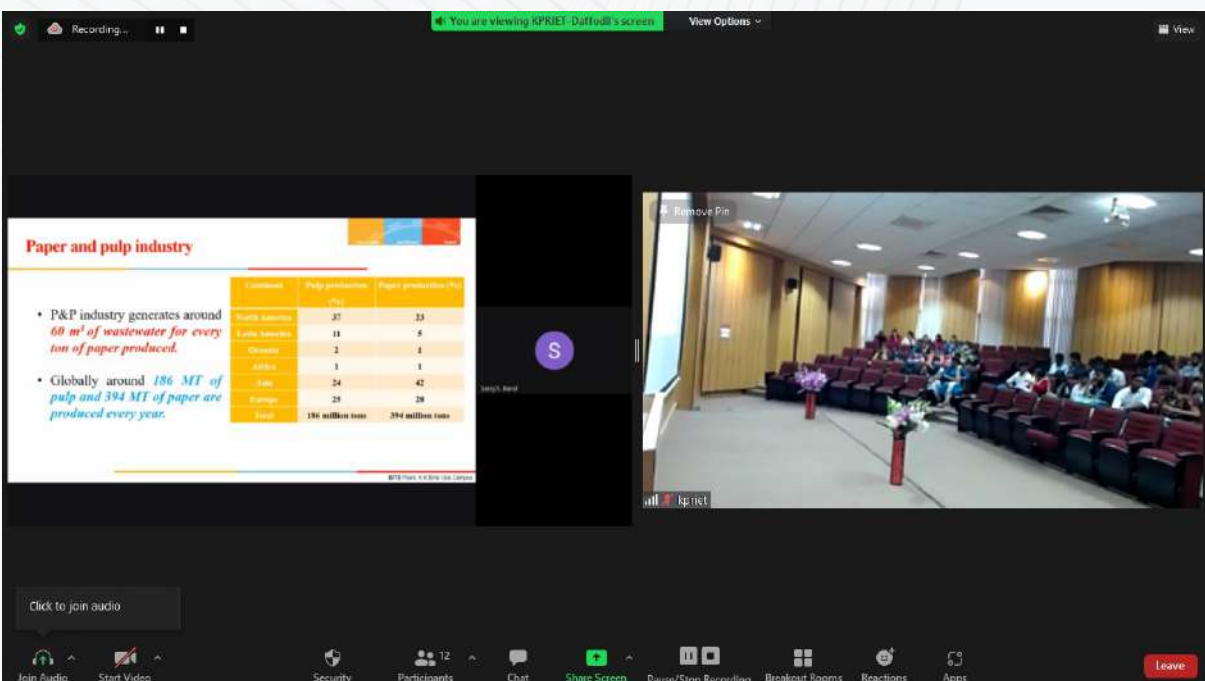 Recording...
You are viewing KPRIET-Daffodil's screen
View Options
View
Paper and pulp industry
• P&P industry generates around
60 m³ of wastewater for every
ton of paper produced.
• Globally around 186 MT of
pulp and 394 MT of paper are
produced every year.
Continent Pulp production (%) Paper production (%)
North America 37 23
Latin America 11 5
Oceania 2 1
Africa 1 1
Asia 24 42
Europe 25 28
Total 186 million tons 394 million tons
BITS Pilani, K K Birla Goa Campus
S
Remove Pin
kpriet
Click to join audio
Join Audio
Start Video
Security
12
Participants
Chat
Share Screen
Pause/Stop Recording
Breakout Rooms
Reactions
Apps
Leave